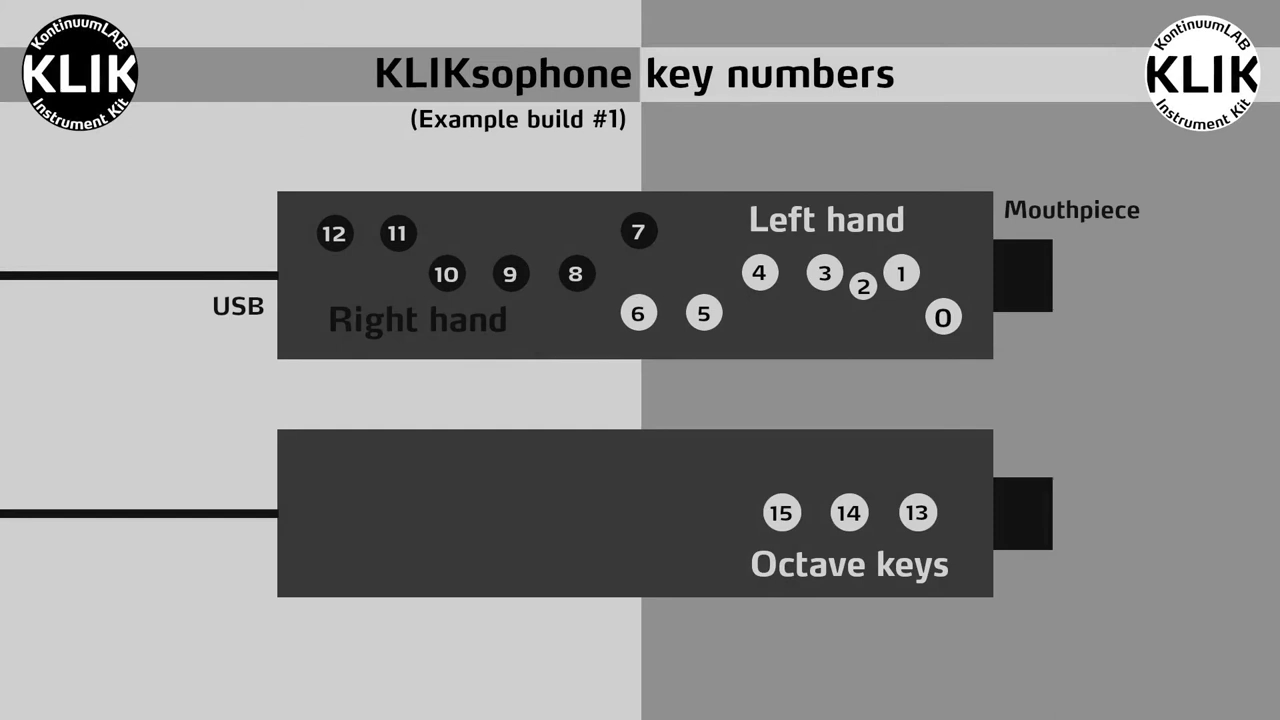 KontinuumLAB
KLIK
Instrument Kit
KLIKsophone key numbers
(Example build #1)
KontinuumLAB
KLIK
Instrument Kit
Mouthpiece
Left hand
12 11 7
10 9 8 4 3 2 1
6 5 0
USB
Right hand
15 14 13
Octave keys